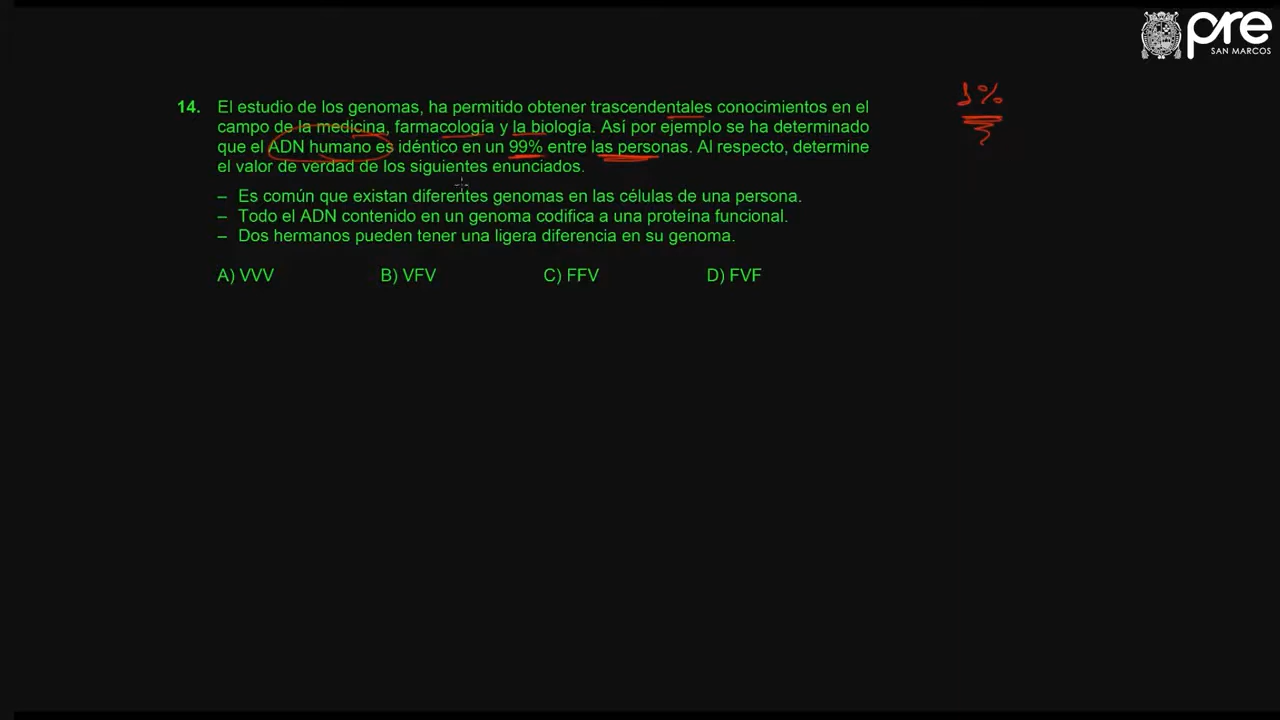 pre
SAN MARCOS
1%
14. El estudio de los genomas, ha permitido obtener trascendentales conocimientos en el
campo de la medicina, farmacología y la biología. Así por ejemplo se ha determinado
que el ADN humano es idéntico en un 99% entre las personas. Al respecto, determine
el valor de verdad de los siguientes enunciados.
– Es común que existan diferentes genomas en las células de una persona.
– Todo el ADN contenido en un genoma codifica a una proteína funcional.
– Dos hermanos pueden tener una ligera diferencia en su genoma.
A) VVV B) VFV C) FFV D) FVF